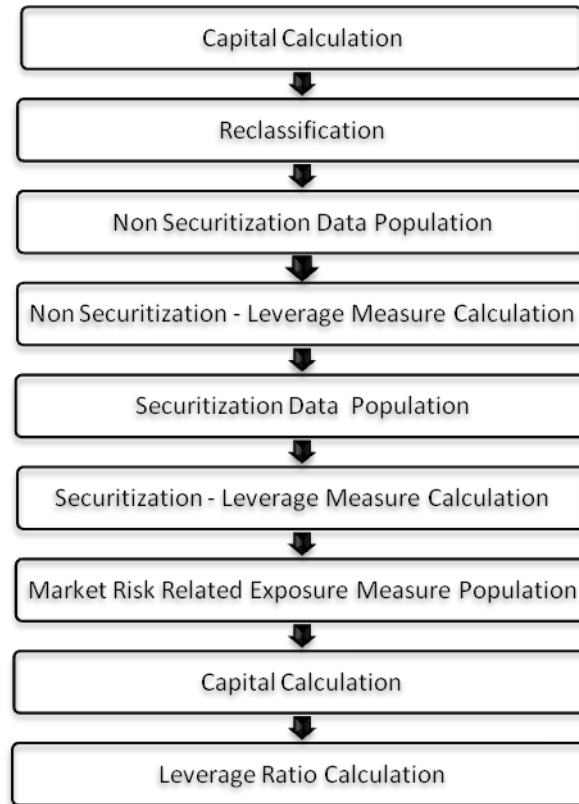 Capital Calculation
Reclassification
Non Securitization Data Population
Non Securitization - Leverage Measure Calculation
Securitization Data Population
Securitization - Leverage Measure Calculation
Market Risk Related Exposure Measure Population
Capital Calculation
Leverage Ratio Calculation